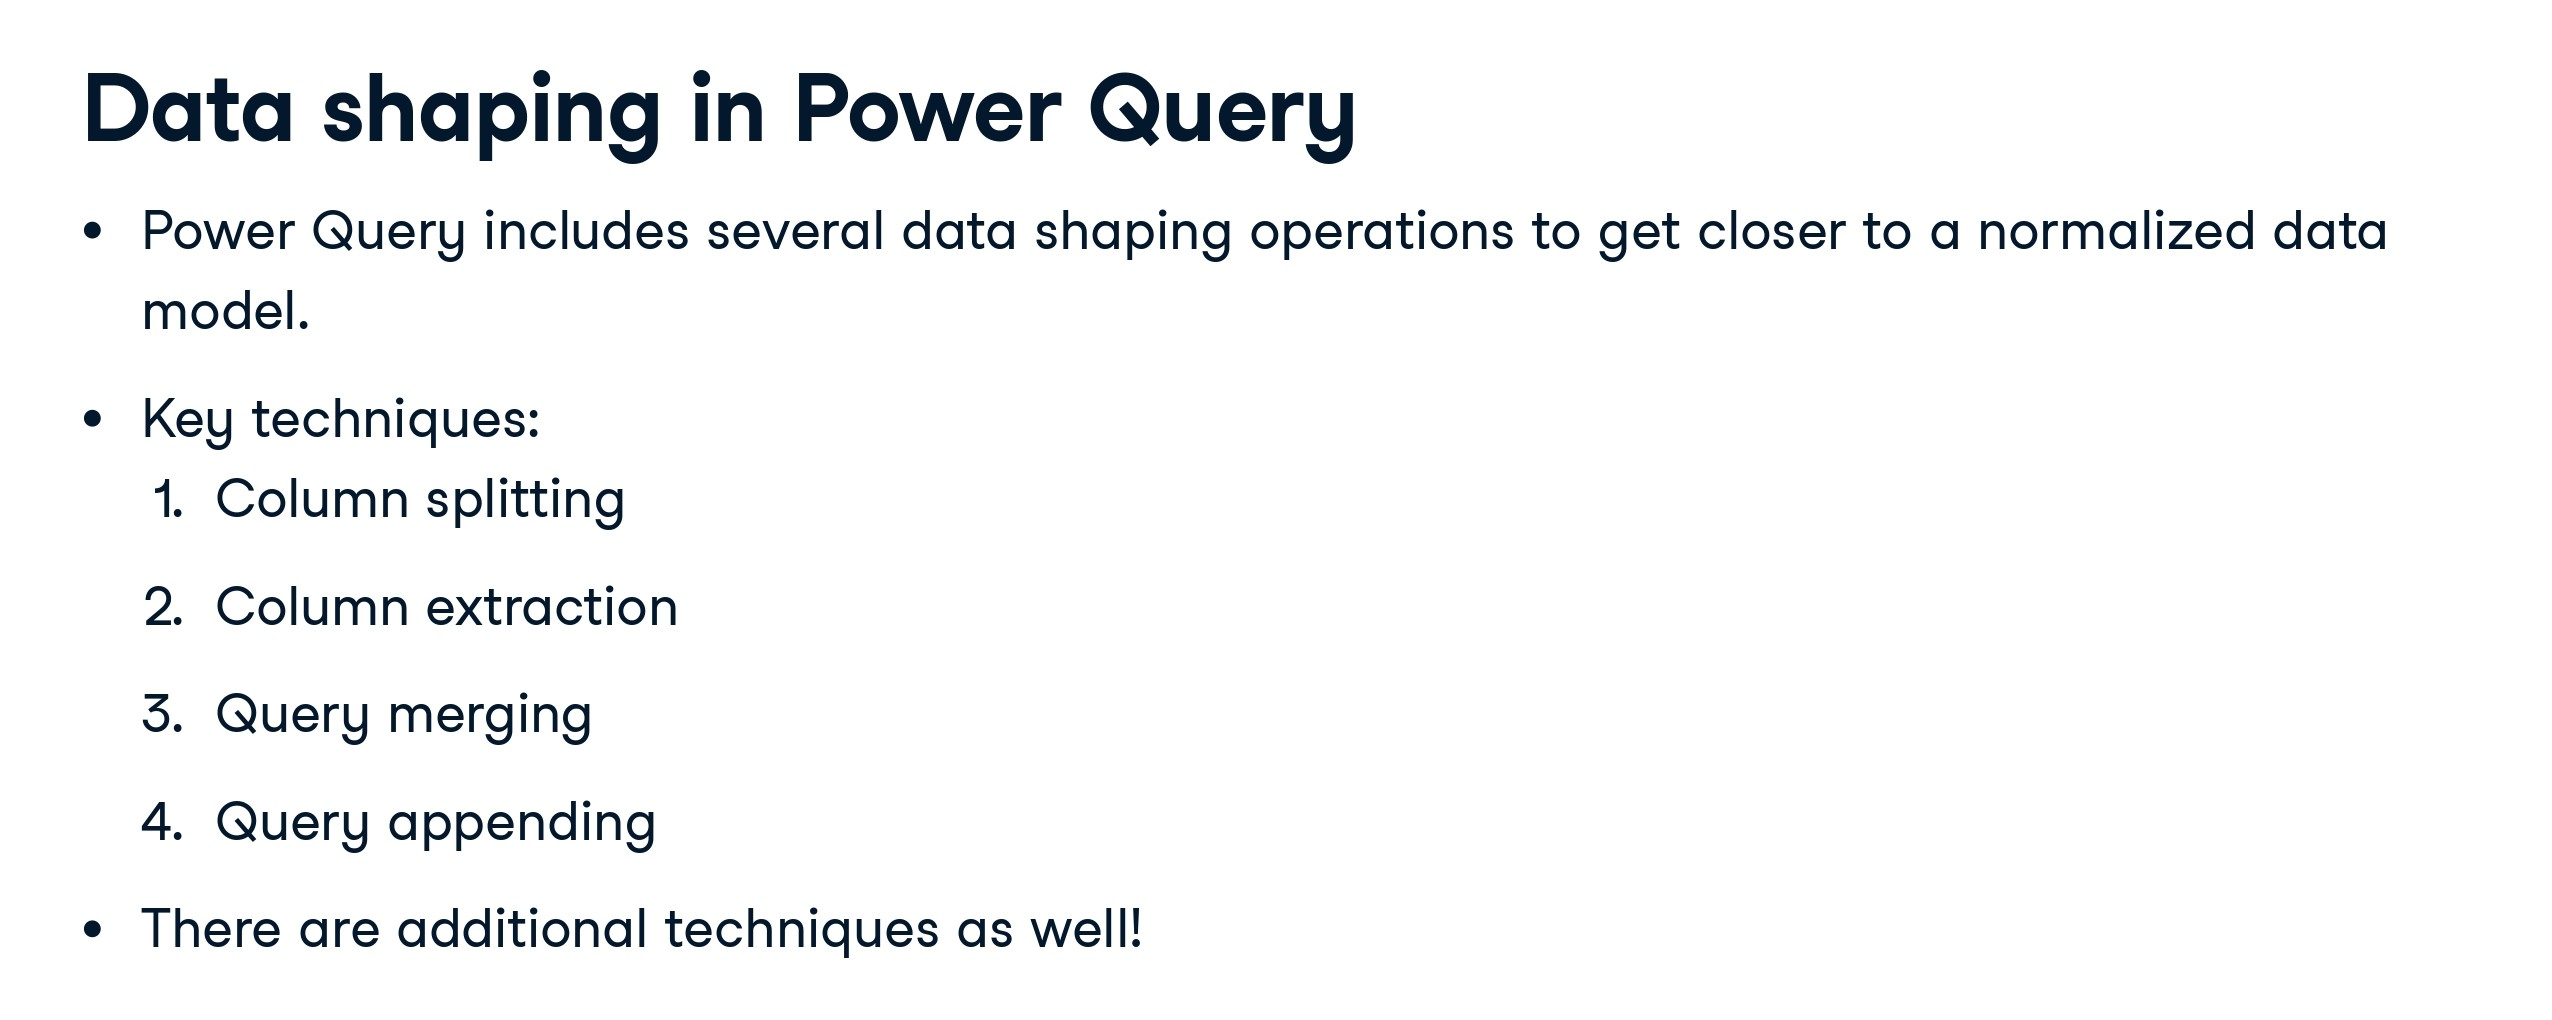 Data shaping in Power Query
• Power Query includes several data shaping operations to get closer to a normalized data
model.
• Key techniques:
1. Column splitting
2. Column extraction
3. Query merging
4. Query appending
• There are additional techniques as well!